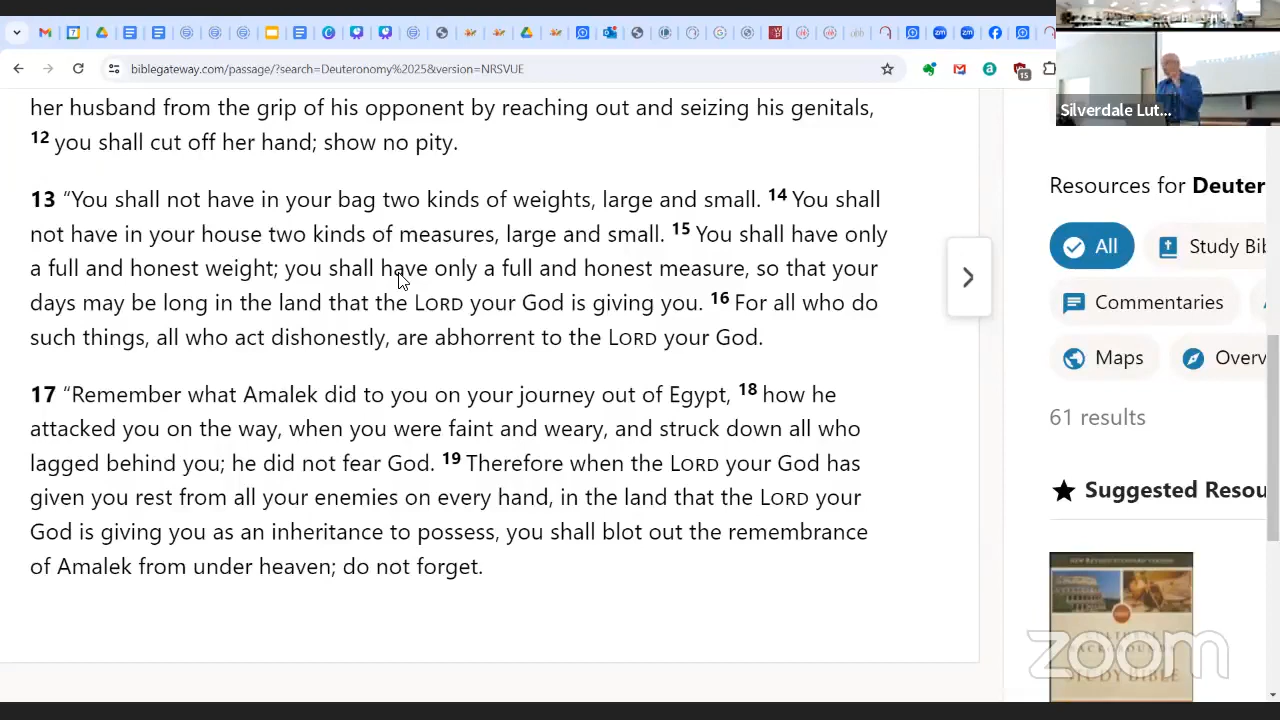 biblegateway.com/passage/?search=Deuteronomy%2025&version=NRSVUE
15
Silverdale Lut...
her husband from the grip of his opponent by reaching out and seizing his genitals,
12 you shall cut off her hand; show no pity.
13 “You shall not have in your bag two kinds of weights, large and small. 14 You shall
not have in your house two kinds of measures, large and small. 15 You shall have only
a full and honest weight; you shall have only a full and honest measure, so that your
days may be long in the land that the LORD your God is giving you. 16 For all who do
such things, all who act dishonestly, are abhorrent to the LORD your God.
17 “Remember what Amalek did to you on your journey out of Egypt, 18 how he
attacked you on the way, when you were faint and weary, and struck down all who
lagged behind you; he did not fear God. 19 Therefore when the LORD your God has
given you rest from all your enemies on every hand, in the land that the LORD your
God is giving you as an inheritance to possess, you shall blot out the remembrance
of Amalek from under heaven; do not forget.
Resources for Deuter
All
Study Bib
Commentaries
Maps
Overv
61 results
Suggested Resou
STUDY BIBLE
zoom